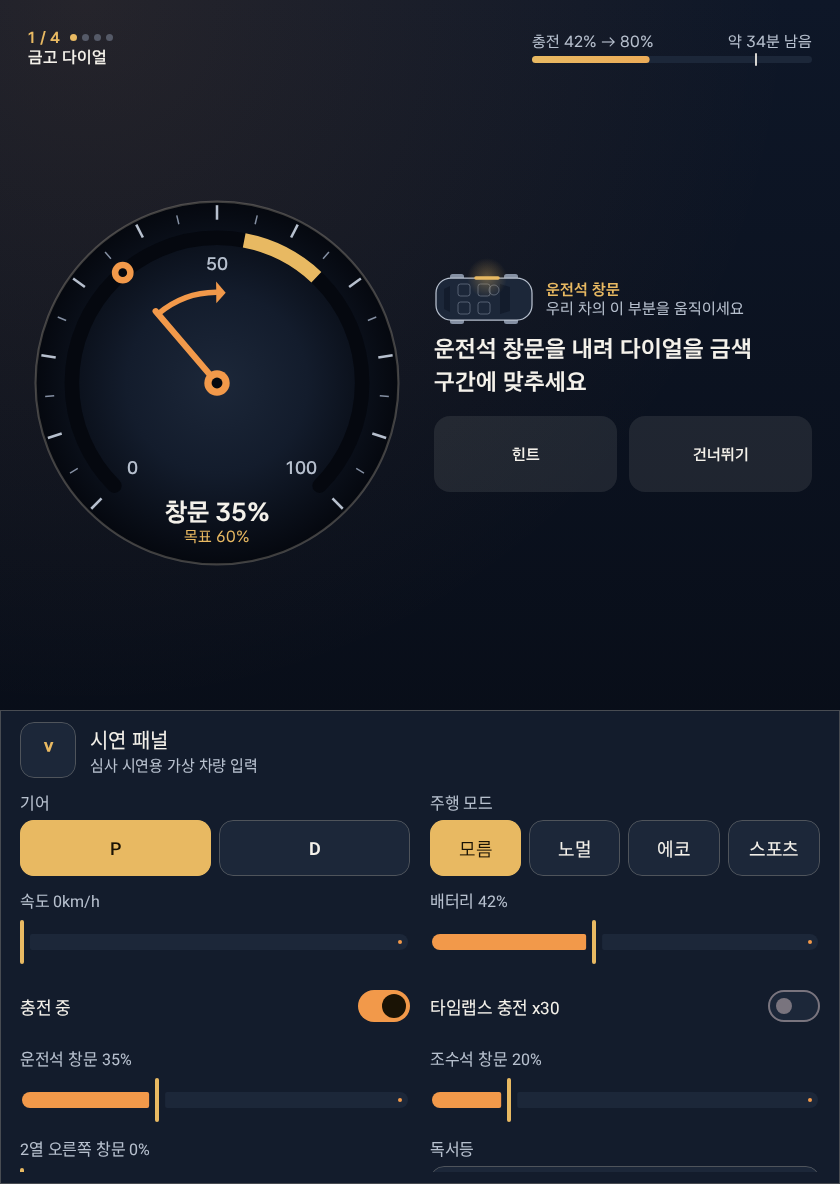 1 / 4
금고 다이얼
충전 42% → 80%
약 34분 남음
50
0
100
창문 35%
목표 60%
운전석 창문
우리 차의 이 부분을 움직이세요
운전석 창문을 내려 다이얼을 금색
구간에 맞추세요
힌트
건너뛰기
v
시연 패널
심사 시연용 가상 차량 입력
기어
주행 모드
P
D
모름
노멀
에코
스포츠
속도 0km/h
배터리 42%
충전 중
타임랩스 충전 x30
운전석 창문 35%
조수석 창문 20%
2열 오른쪽 창문 0%
독서등